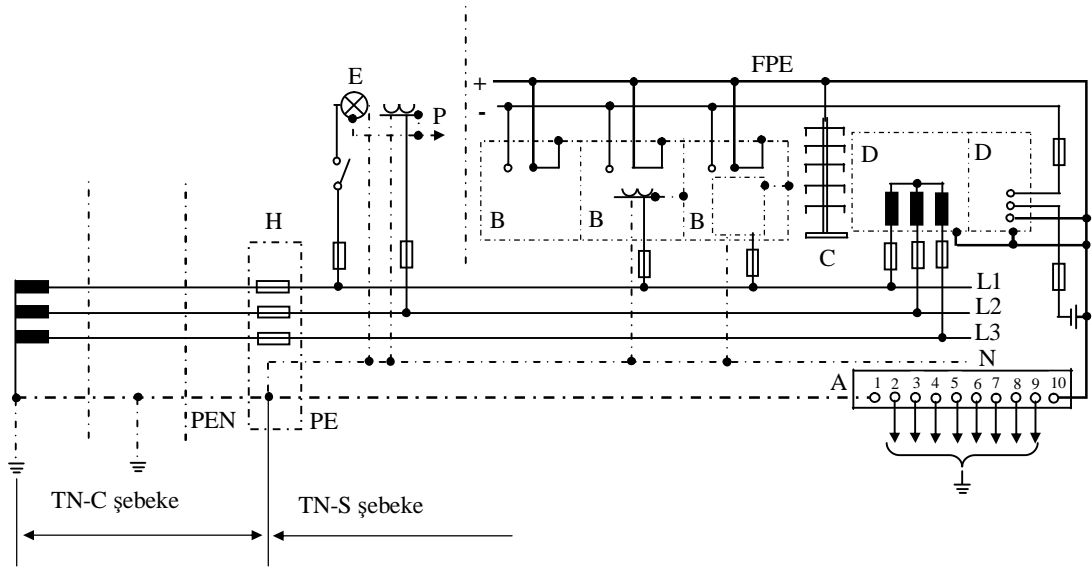 FPE
E
+
-
P
D
D
H
B
B
B
C
L1
L2
L3
N
A
1 2 3 4 5 6 7 8 9 10
PEN
PE
TN-C şebeke
TN-S şebeke